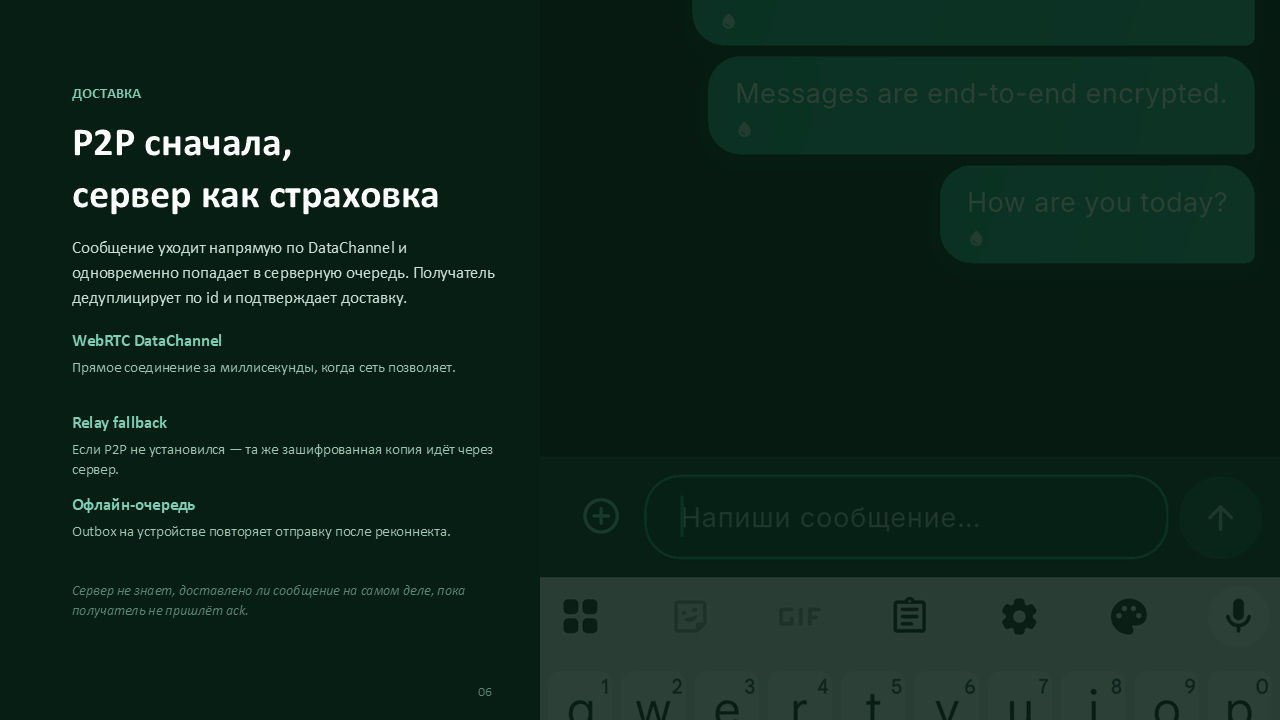 ДОСТАВКА
P2P сначала,
сервер как страховка
Сообщение уходит напрямую по DataChannel и
одновременно попадает в серверную очередь. Получатель
дедуплицирует по id и подтверждает доставку.
WebRTC DataChannel
Прямое соединение за миллисекунды, когда сеть позволяет.
Relay fallback
Если P2P не установился — та же зашифрованная копия идёт через
сервер.
Офлайн-очередь
Outbox на устройстве повторяет отправку после реконнекта.
Сервер не знает, доставлено ли сообщение на самом деле, пока
получатель не пришлёт ack.
06
Messages are end-to-end encrypted.
How are you today?
Напиши сообщение...
GIF
1 2 3 4 5 6 7 8 9 0
q w e r t y u i o p